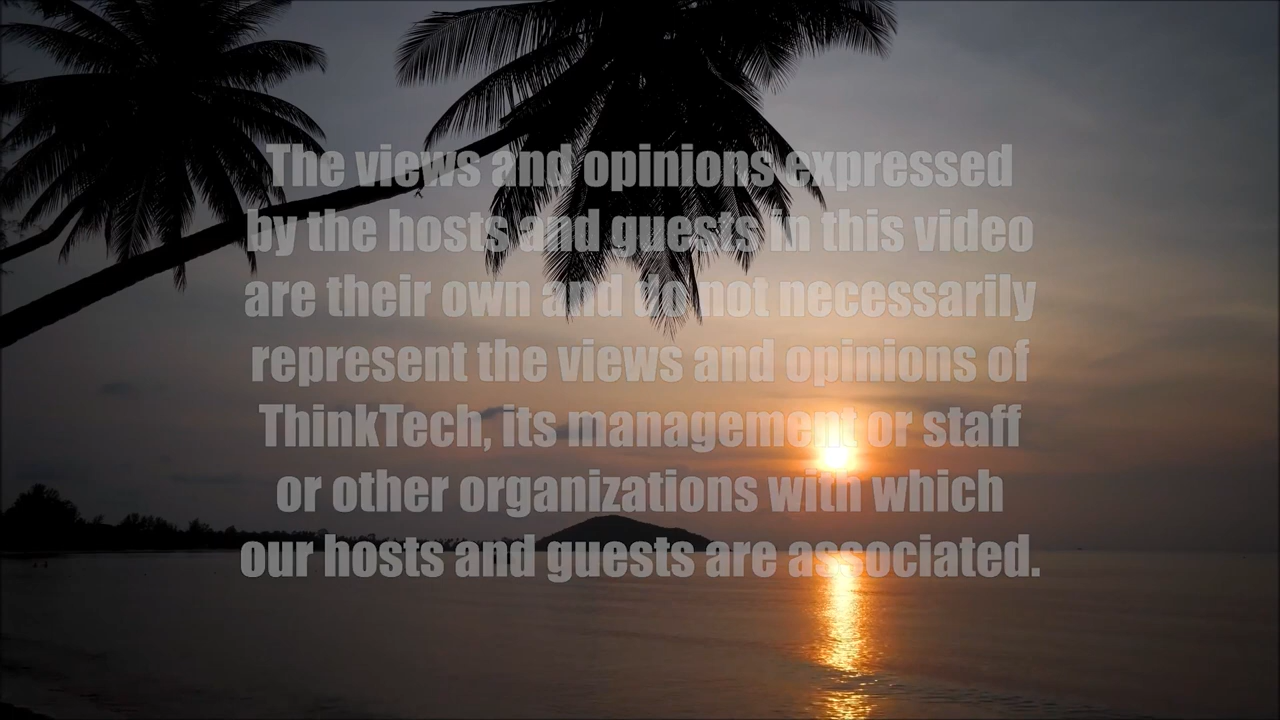 The views and opinions expressed
by the hosts and guests in this video
are their own and do not necessarily
represent the views and opinions of
ThinkTech, its management or staff
or other organizations with which
our hosts and guests are associated.